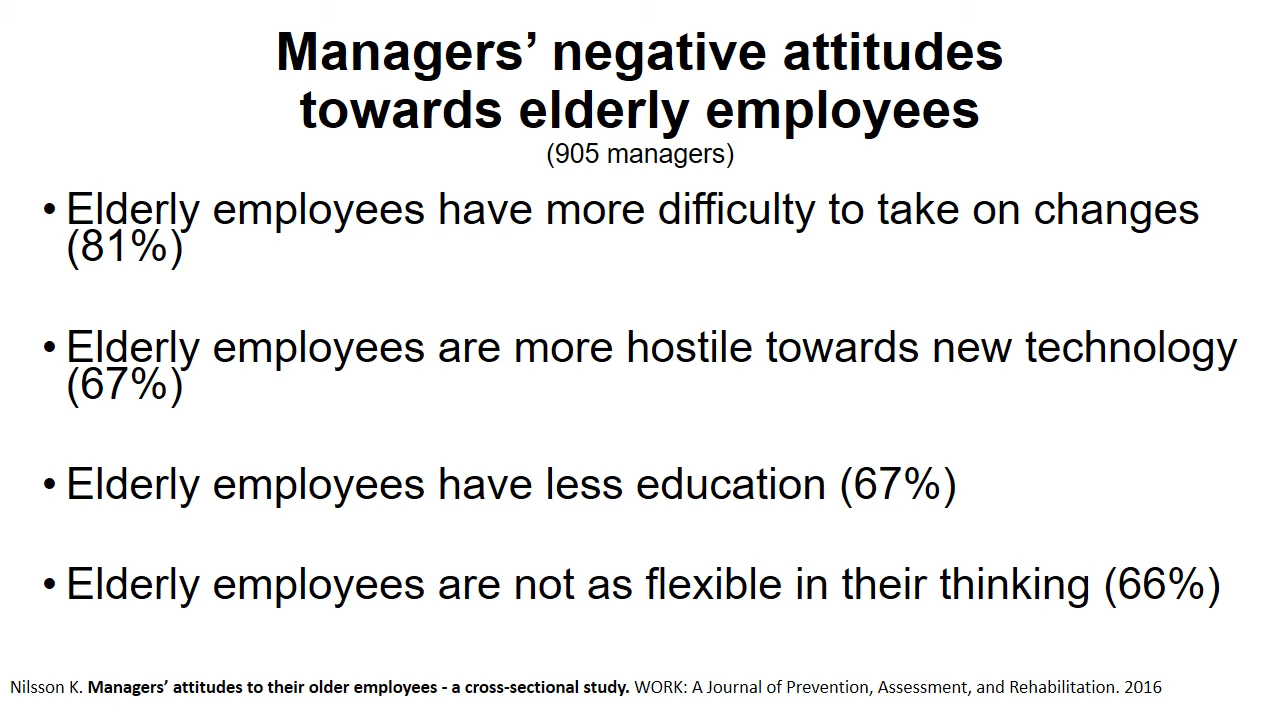 Managers’ negative attitudes
towards elderly employees
(905 managers)
• Elderly employees have more difficulty to take on changes
(81%)
• Elderly employees are more hostile towards new technology
(67%)
• Elderly employees have less education (67%)
• Elderly employees are not as flexible in their thinking (66%)
Nilsson K. Managers’ attitudes to their older employees - a cross-sectional study. WORK: A Journal of Prevention, Assessment, and Rehabilitation. 2016